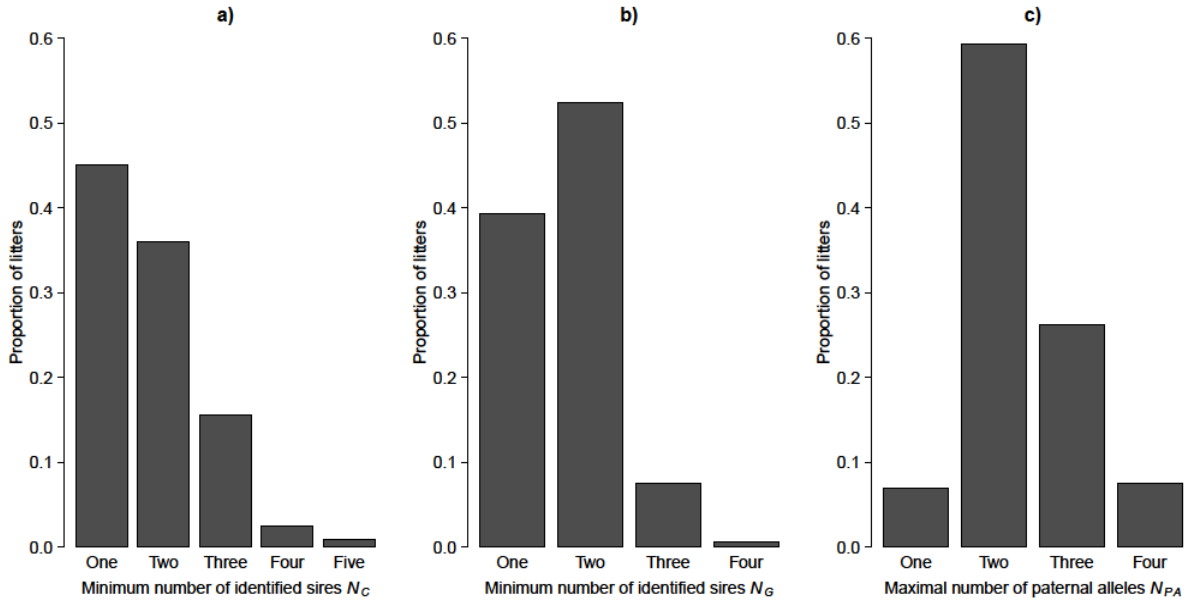 a)
0.6
0.5
0.4
0.3
0.2
0.1
0.0
Proportion of litters
One Two Three Four Five
Minimum number of identified sires NC
b)
0.6
0.5
0.4
0.3
0.2
0.1
0.0
Proportion of litters
One Two Three Four
Minimum number of identified sires NG
c)
0.6
0.5
0.4
0.3
0.2
0.1
0.0
Proportion of litters
One Two Three Four
Maximal number of paternal alleles NPA